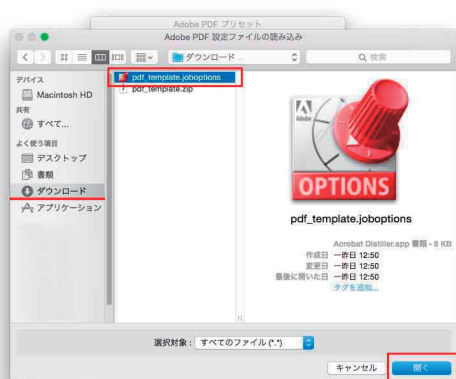 Adobe PDF プリセット
Adobe PDF 設定ファイルの読み込み
ダウンロード
検索
デバイス
Macintosh HD
共有
すべて...
よく使う項目
デスクトップ
書類
ダウンロード
アプリケーション
pdf_template.joboptions
pdf_template.zip
Adobe
OPTIONS
pdf_template.joboptions
Acrobat Distiller.app 書類 - 8 KB
作成日 一昨日 12:50
変更日 一昨日 12:50
最後に開いた日 一昨日 12:50
タグを追加...
選択対象： すべてのファイル (*.*)
キャンセル
開く